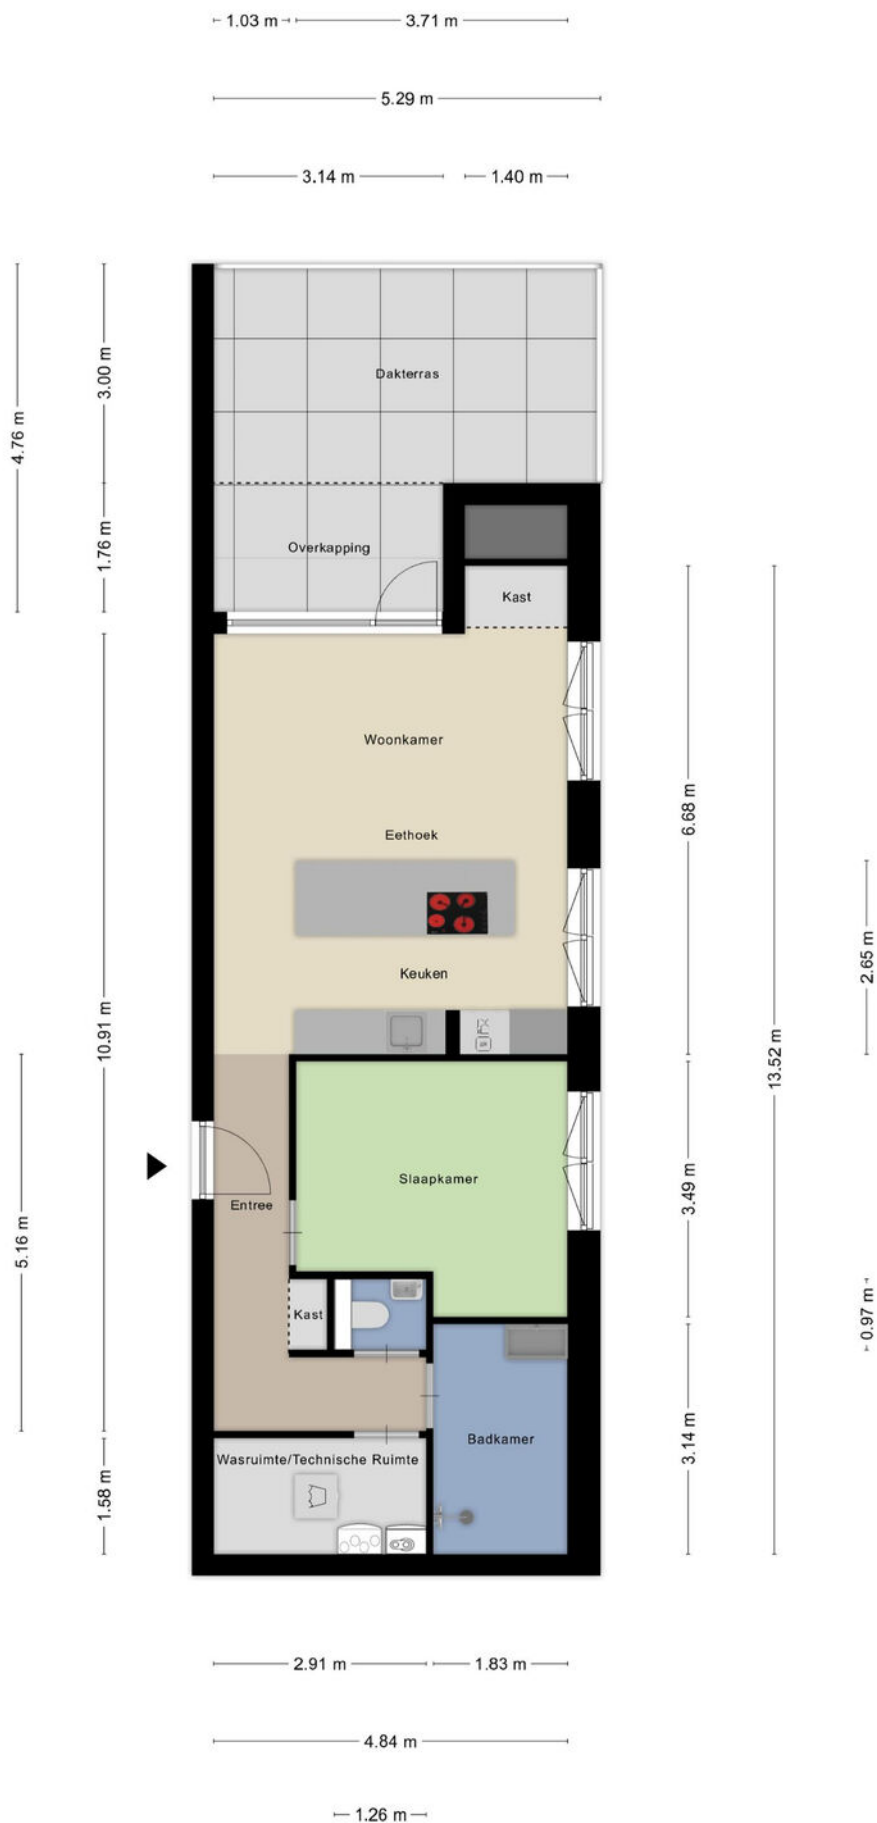 1.03 m
3.71 m
5.29 m
3.14 m
1.40 m
4.76 m
3.00 m
Dakterras
1.76 m
Overkapping
Kast
Woonkamer
Eethoek
6.68 m
Keuken
2.65 m
10.91 m
13.52 m
Slaapkamer
3.49 m
Entree
5.16 m
Kast
0.97 m
Badkamer
3.14 m
Wasruimte/Technische Ruimte
1.58 m
2.91 m
1.83 m
4.84 m
1.26 m